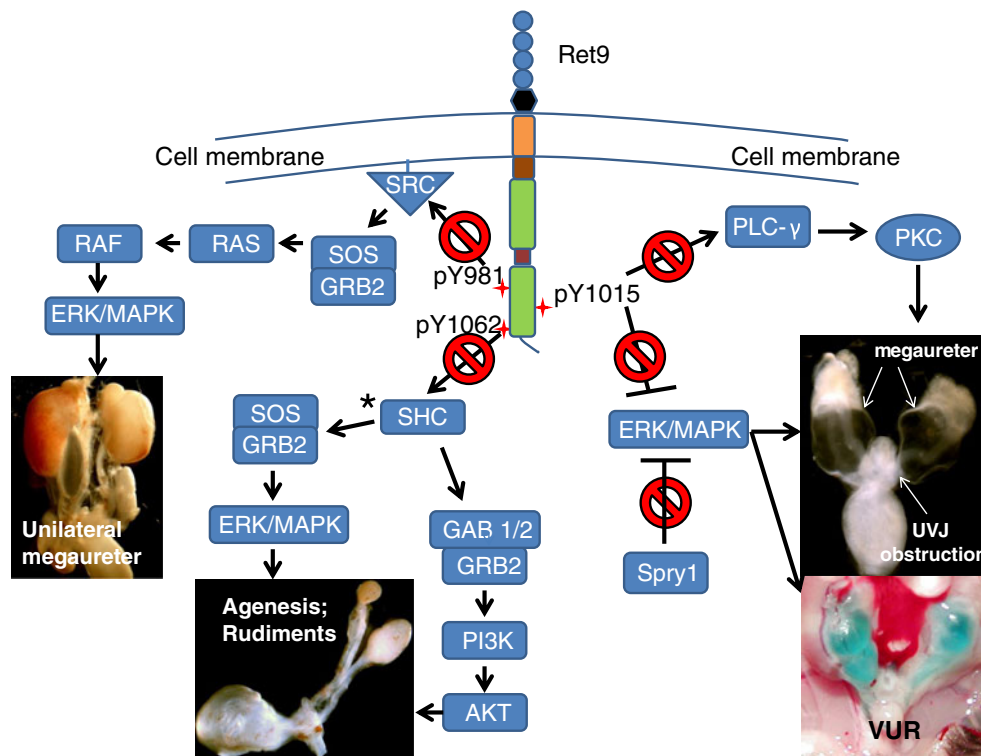 Ret9
Cell membrane
Cell membrane
SRC
PLC-γ
PKC
RAF
RAS
SOS
GRB2
pY981
pY1015
ERK/MAPK
pY1062
megaureter
SOS
GRB2
*
SHC
ERK/MAPK
Unilateral
megaureter
ERK/MAPK
GAB 1/2
GRB2
UVJ
obstruction
Spry1
Agenesis;
Rudiments
PI3K
AKT
VUR